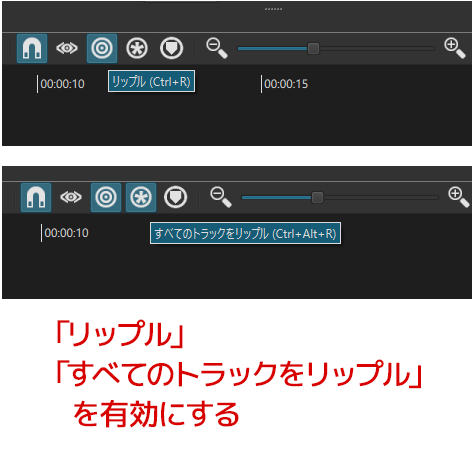 00:00:10
リップル (Ctrl+R)
00:00:15
00:00:10
すべてのトラックをリップル (Ctrl+Alt+R)
「リップル」
「すべてのトラックをリップル」
を有効にする